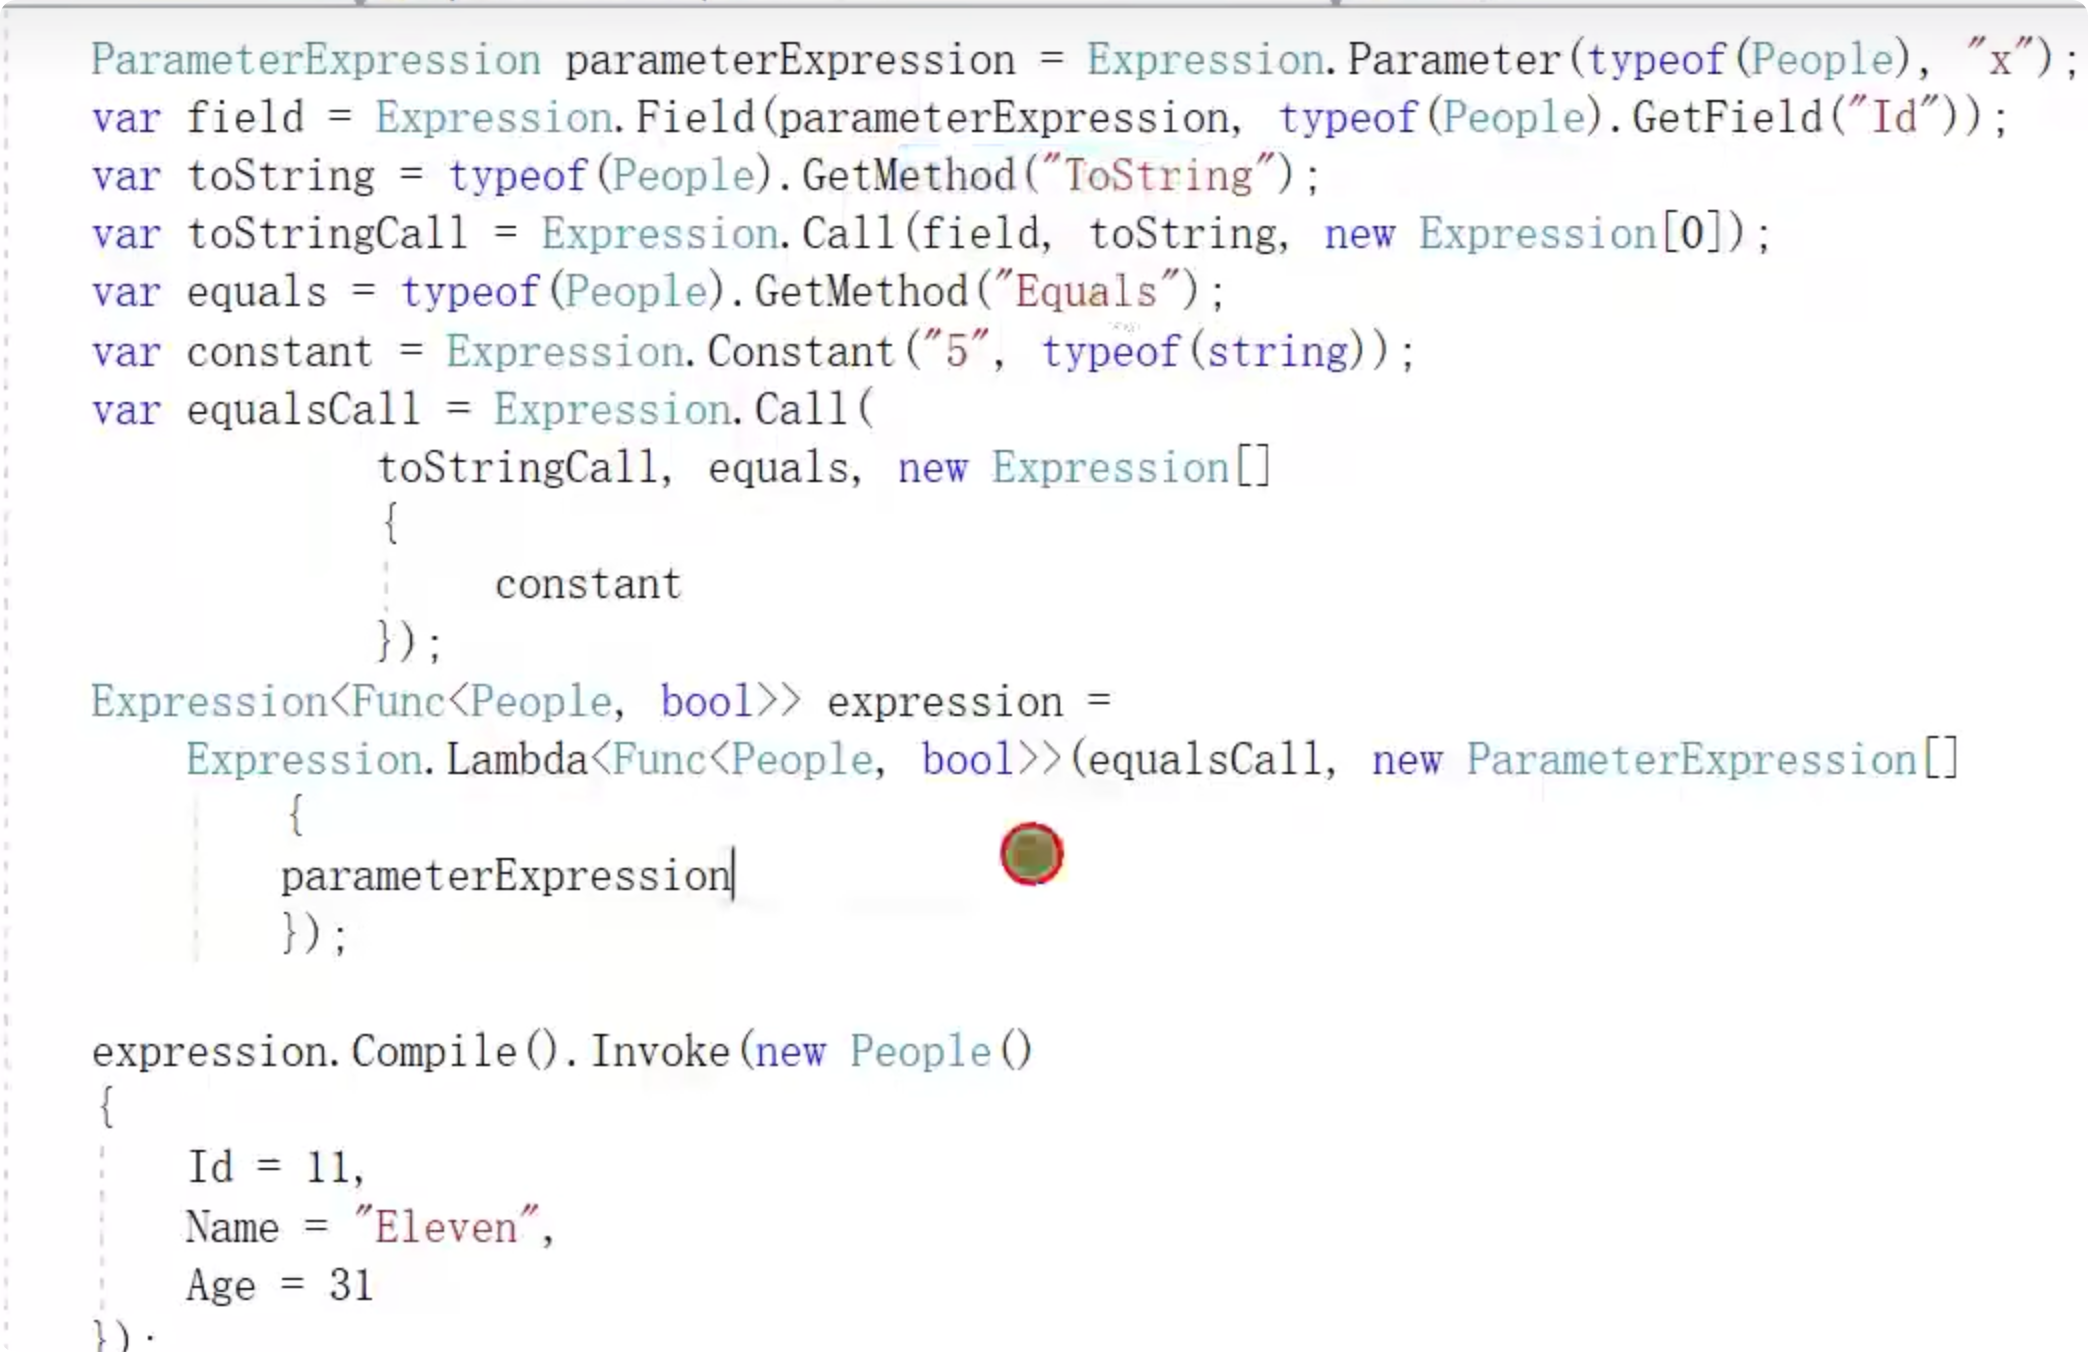 ParameterExpression parameterExpression = Expression.Parameter(typeof(People), "x");
var field = Expression.Field(parameterExpression, typeof(People).GetField("Id"));
var toString = typeof(People).GetMethod("ToString");
var toStringCall = Expression.Call(field, toString, new Expression[0]);
var equals = typeof(People).GetMethod("Equals");
var constant = Expression.Constant("5", typeof(string));
var equalsCall = Expression.Call(
toStringCall, equals, new Expression[]
{
constant
});
Expression<Func<People, bool>> expression =
Expression.Lambda<Func<People, bool>>(equalsCall, new ParameterExpression[]
{
parameterExpression
});
expression.Compile().Invoke(new People()
{
Id = 11,
Name = "Eleven",
Age = 31
});